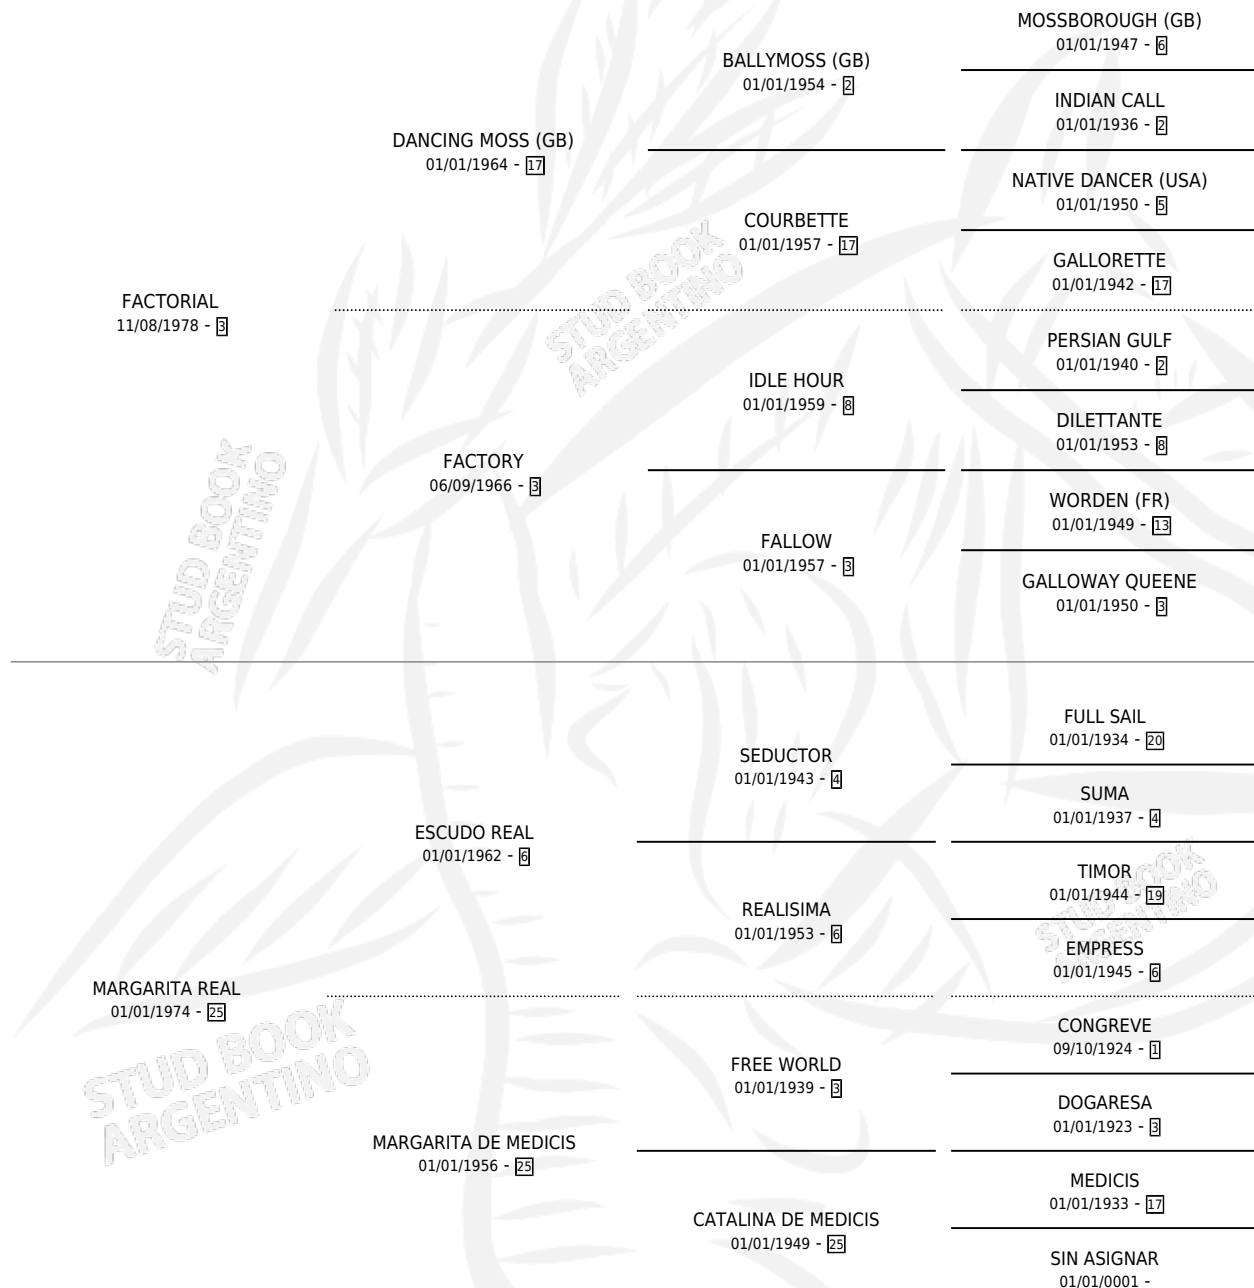 MOSSBOROUGH (GB)
01/01/1947 - 6
BALLYMOSS (GB)
01/01/1954 - 2
INDIAN CALL
01/01/1936 - 2
DANCING MOSS (GB)
01/01/1964 - 17
NATIVE DANCER (USA)
01/01/1950 - 5
COURBETTE
01/01/1957 - 17
GALLORETTE
01/01/1942 - 17
FACTORIAL
11/08/1978 - 3
PERSIAN GULF
01/01/1940 - 2
IDLE HOUR
01/01/1959 - 8
DILETTANTE
01/01/1953 - 8
FACTORY
06/09/1966 - 3
WORDEN (FR)
01/01/1949 - 13
FALLOW
01/01/1957 - 3
GALLOWAY QUEENE
01/01/1950 - 3
FULL SAIL
01/01/1934 - 20
SEDUCTOR
01/01/1943 - 4
SUMA
01/01/1937 - 4
ESCUDO REAL
01/01/1962 - 6
TIMOR
01/01/1944 - 19
REALISIMA
01/01/1953 - 6
EMPRESS
01/01/1945 - 6
MARGARITA REAL
01/01/1974 - 25
CONGREVE
09/10/1924 - 1
FREE WORLD
01/01/1939 - 3
DOGARESA
01/01/1923 - 3
MARGARITA DE MEDICIS
01/01/1956 - 25
MEDICIS
01/01/1933 - 17
CATALINA DE MEDICIS
01/01/1949 - 25
SIN ASIGNAR
01/01/0001 -
STUD BOOK
ARGENTINO
STUD BOOK
ARGENTINO
STUD BOOK
ARGENTINO
STUD BOOK
ARGENTINO